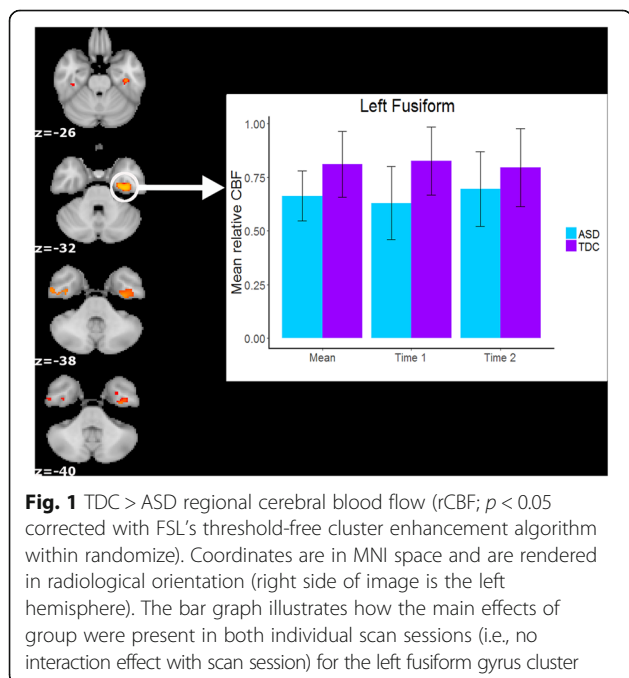 z=-26
z=-32
z=-38
z=-40
Left Fusiform
Mean relative CBF
1.00
0.75
0.50
0.25
0.00
Mean Time 1 Time 2
ASD
TDC
Fig. 1 TDC > ASD regional cerebral blood flow (rCBF; p < 0.05
corrected with FSL's threshold-free cluster enhancement algorithm
within randomize). Coordinates are in MNI space and are rendered
in radiological orientation (right side of image is the left
hemisphere). The bar graph illustrates how the main effects of
group were present in both individual scan sessions (i.e., no
interaction effect with scan session) for the left fusiform gyrus cluster